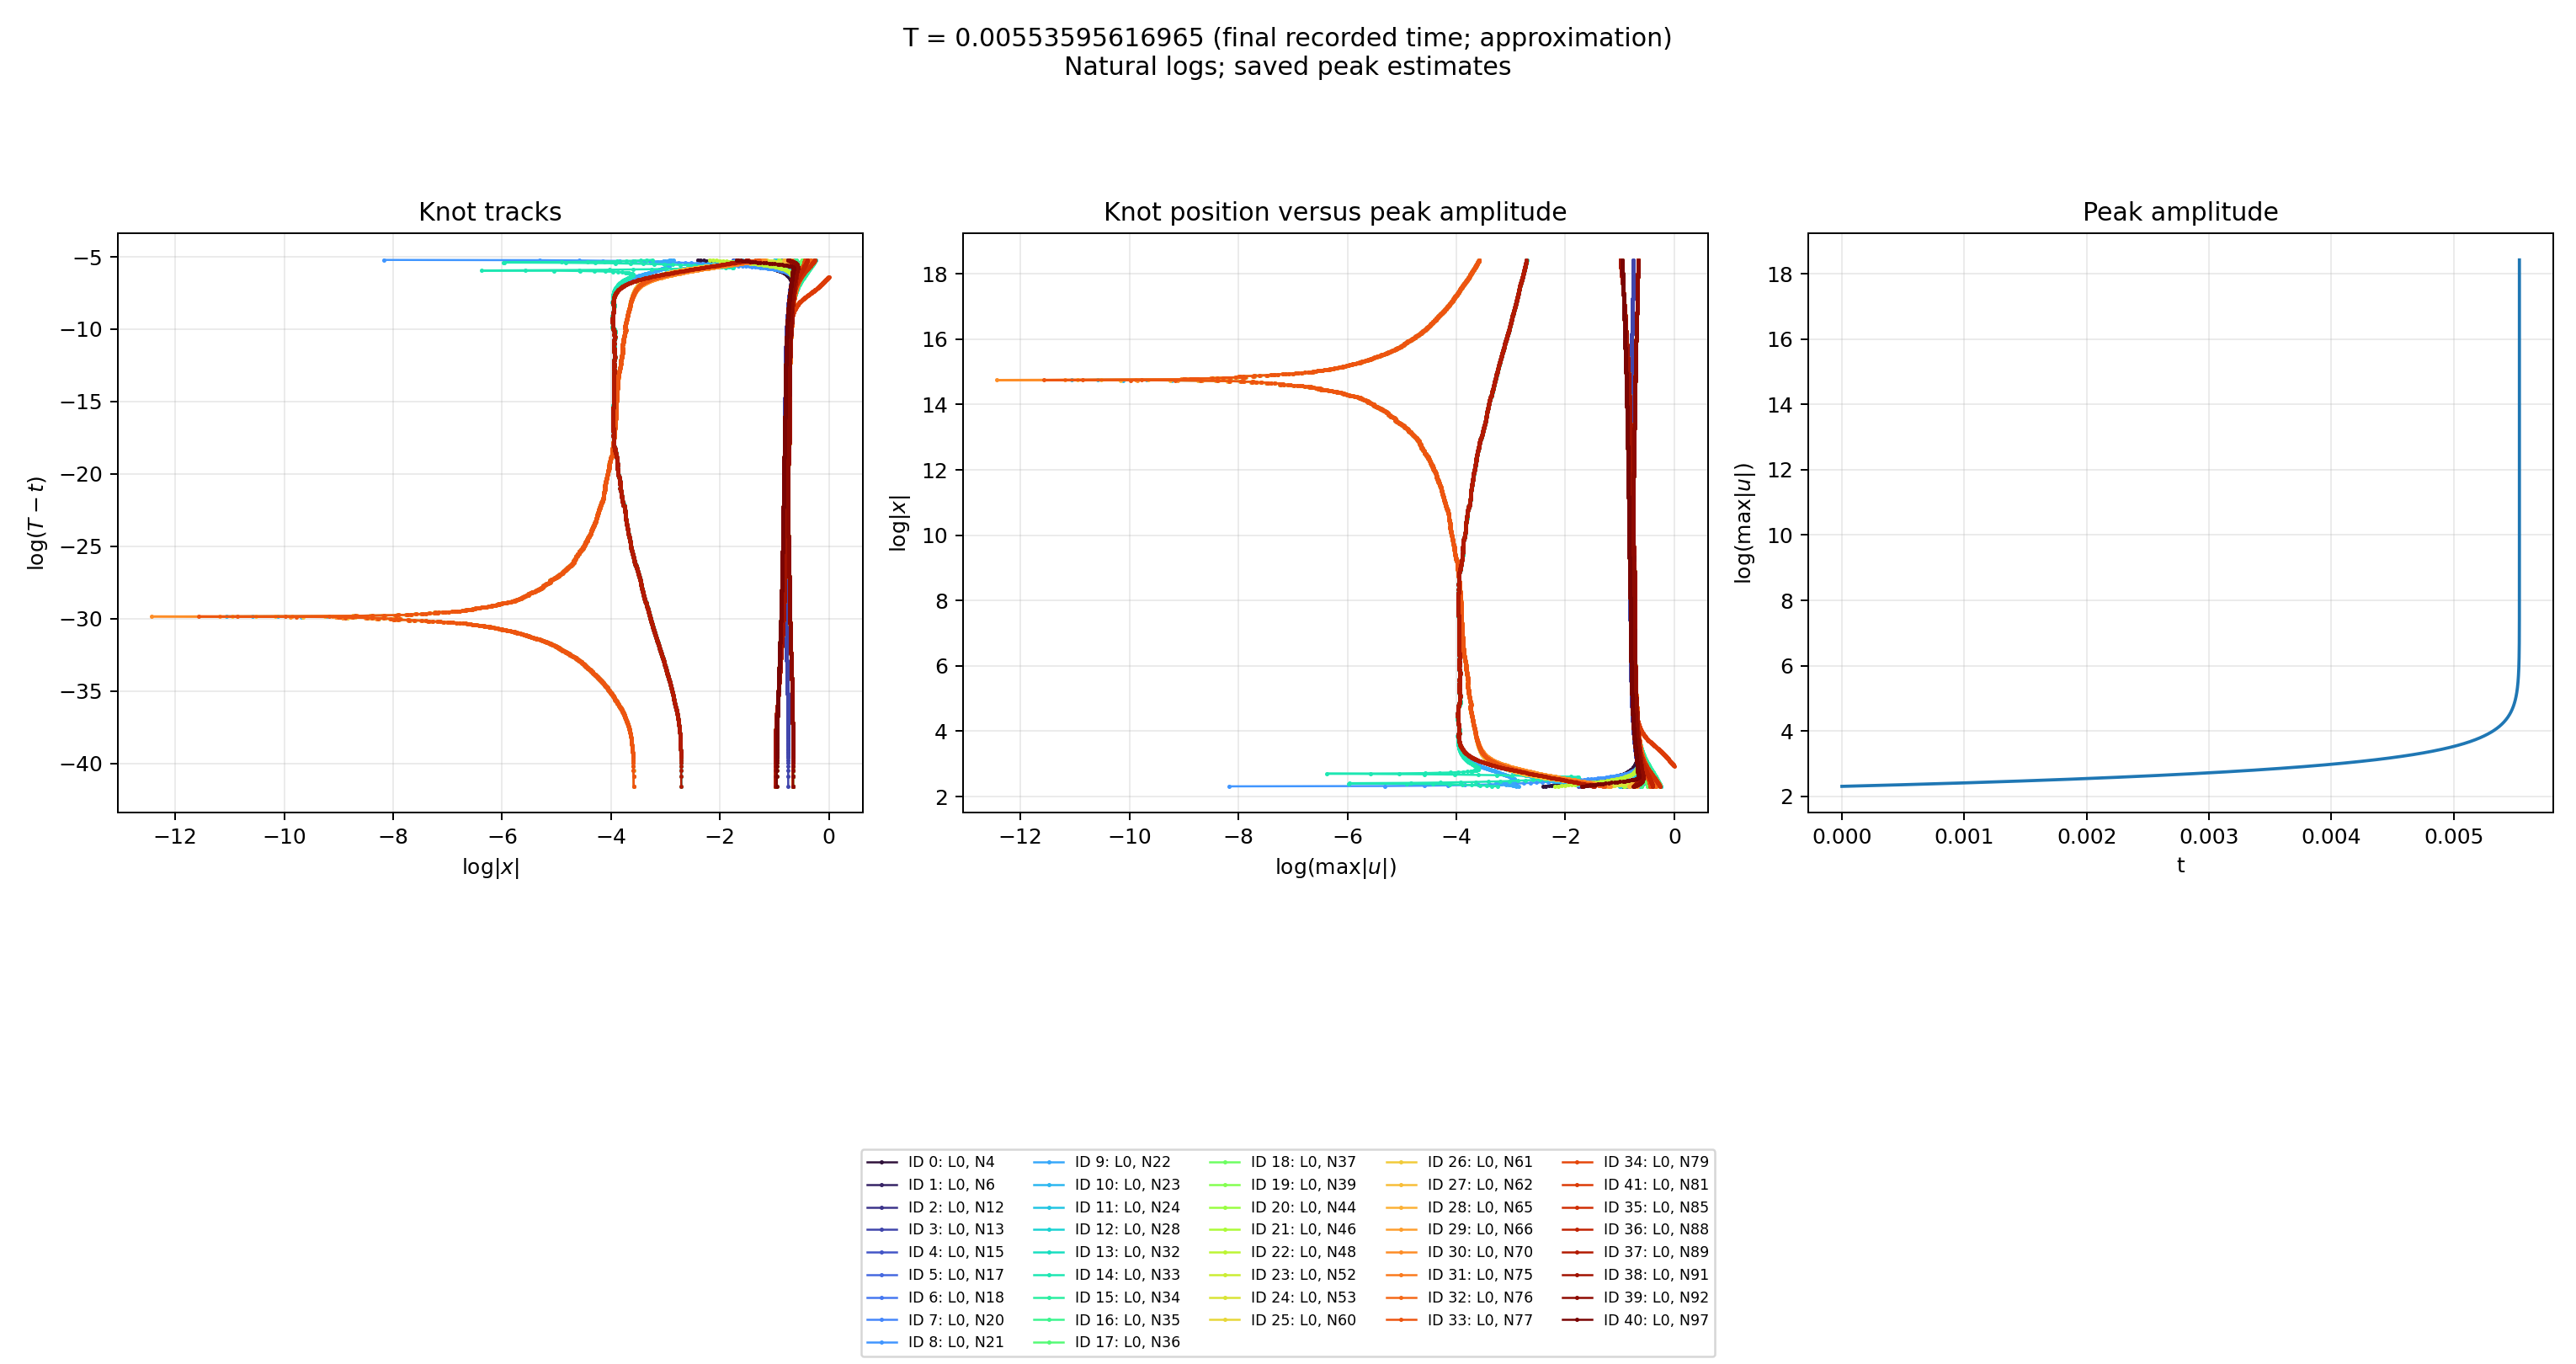 T = 0.00553595616965 (final recorded time; approximation)
Natural logs; saved peak estimates
Knot tracks
−5
−10
−15
−20
−25
−30
−35
−40
log(T − t)
−12 −10 −8 −6 −4 −2 0
log|x|
Knot position versus peak amplitude
18
16
14
12
10
8
6
4
2
log|x|
−12 −10 −8 −6 −4 −2 0
log(max|u|)
Peak amplitude
18
16
14
12
10
8
6
4
2
log(max|u|)
0.000 0.001 0.002 0.003 0.004 0.005
t
ID 0: L0, N4
ID 1: L0, N6
ID 2: L0, N12
ID 3: L0, N13
ID 4: L0, N15
ID 5: L0, N17
ID 6: L0, N18
ID 7: L0, N20
ID 8: L0, N21
ID 9: L0, N22
ID 10: L0, N23
ID 11: L0, N24
ID 12: L0, N28
ID 13: L0, N32
ID 14: L0, N33
ID 15: L0, N34
ID 16: L0, N35
ID 17: L0, N36
ID 18: L0, N37
ID 19: L0, N39
ID 20: L0, N44
ID 21: L0, N46
ID 22: L0, N48
ID 23: L0, N52
ID 24: L0, N53
ID 25: L0, N60
ID 26: L0, N61
ID 27: L0, N62
ID 28: L0, N65
ID 29: L0, N66
ID 30: L0, N70
ID 31: L0, N75
ID 32: L0, N76
ID 33: L0, N77
ID 34: L0, N79
ID 41: L0, N81
ID 35: L0, N85
ID 36: L0, N88
ID 37: L0, N89
ID 38: L0, N91
ID 39: L0, N92
ID 40: L0, N97